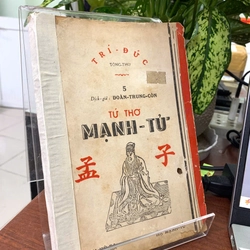 TRÍ-ĐỨC
TÒNG-THƠ
5
Dịch-giả: ĐOÀN-TRUNG-CÒN
TỨ THƠ
MẠNH-TỬ
孟子